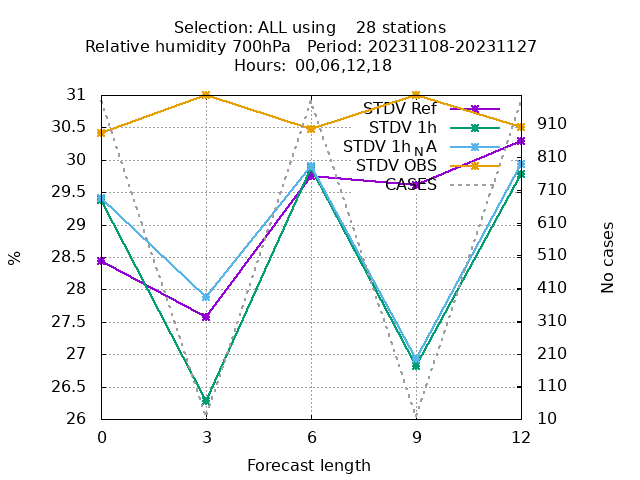 Selection: ALL using 28 stations
Relative humidity 700hPa Period: 20231108-20231127
Hours: 00,06,12,18
31
30.5
30
29.5
29
28.5
28
27.5
27
26.5
26
%
STDV Ref
STDV 1h
STDV 1h_NA
STDV OBS
CASES
910
810
710
610
510
410
310
210
110
10
No cases
0 3 6 9 12
Forecast length